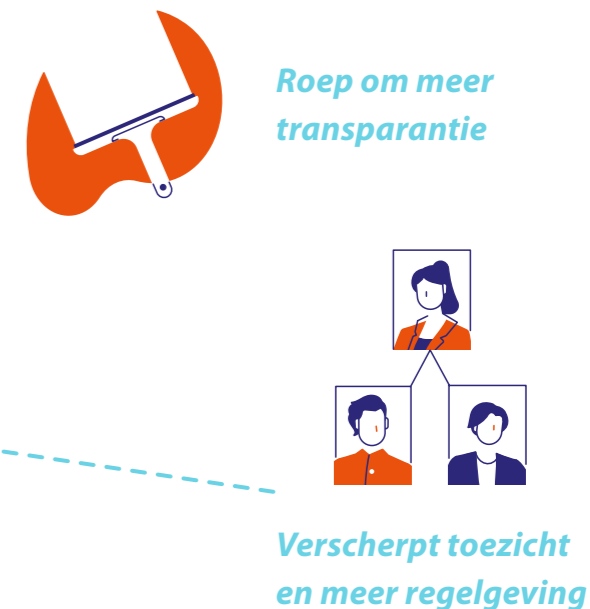 Roep om meer
transparantie
Verscherpt toezicht
en meer regelgeving